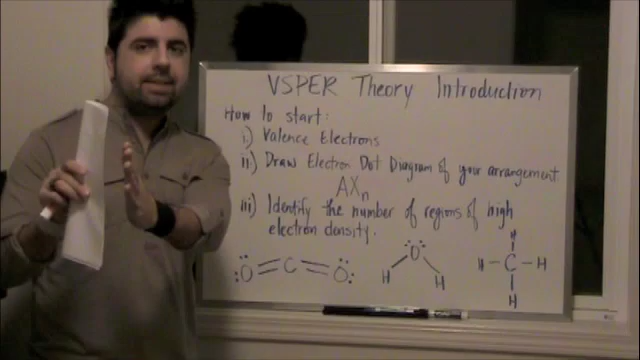 VSPER Theory Introduction
How to start:
i) Valence Electrons
ii) Draw Electron Dot Diagram of your arrangement
AXn
iii) Identify the number of regions of high
electron density.
O C O
O
H H
H
H C H
H